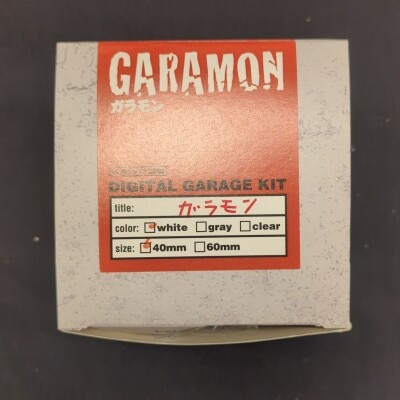 GARAMON
ガラモン
DIGITAL GARAGE KIT
title: ガラモン
color: white gray clear
size: 40mm 60mm